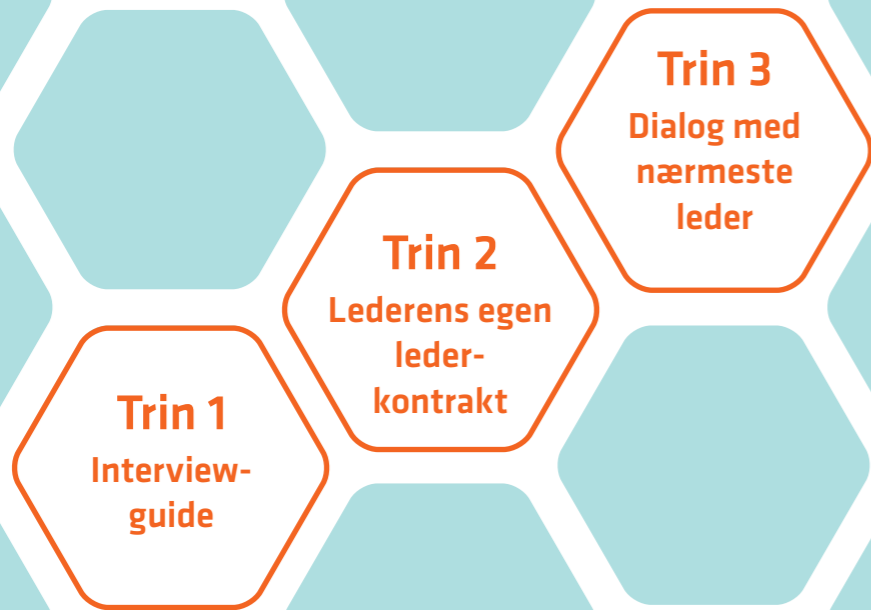 Trin 1
Interview-
guide
Trin 2
Lederens egen
leder-
kontrakt
Trin 3
Dialog med
nærmeste
leder